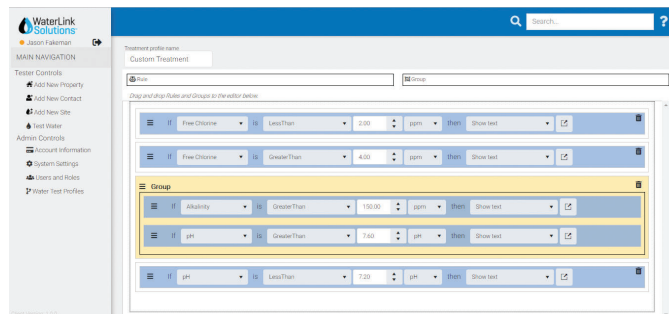 WaterLink
Solutions
Search...
?
Jason Fakeman
MAIN NAVIGATION
Tester Controls
Add New Property
Add New Contact
Add New Site
Test Water
Admin Controls
Account Information
System Settings
Users and Roles
Water Test Profiles
Treatment profile name
Custom Treatment
Rule
Group
Drag and drop Rules and Groups to the editor below.
If Free Chlorine is LessThan 2.00 ppm then Show text
If Free Chlorine is GreaterThan 4.00 ppm then Show text
Group
If Alkalinity is GreaterThan 150.00 ppm then Show text
If pH is GreaterThan 7.60 pH then Show text
If pH is LessThan 7.20 pH then Show text